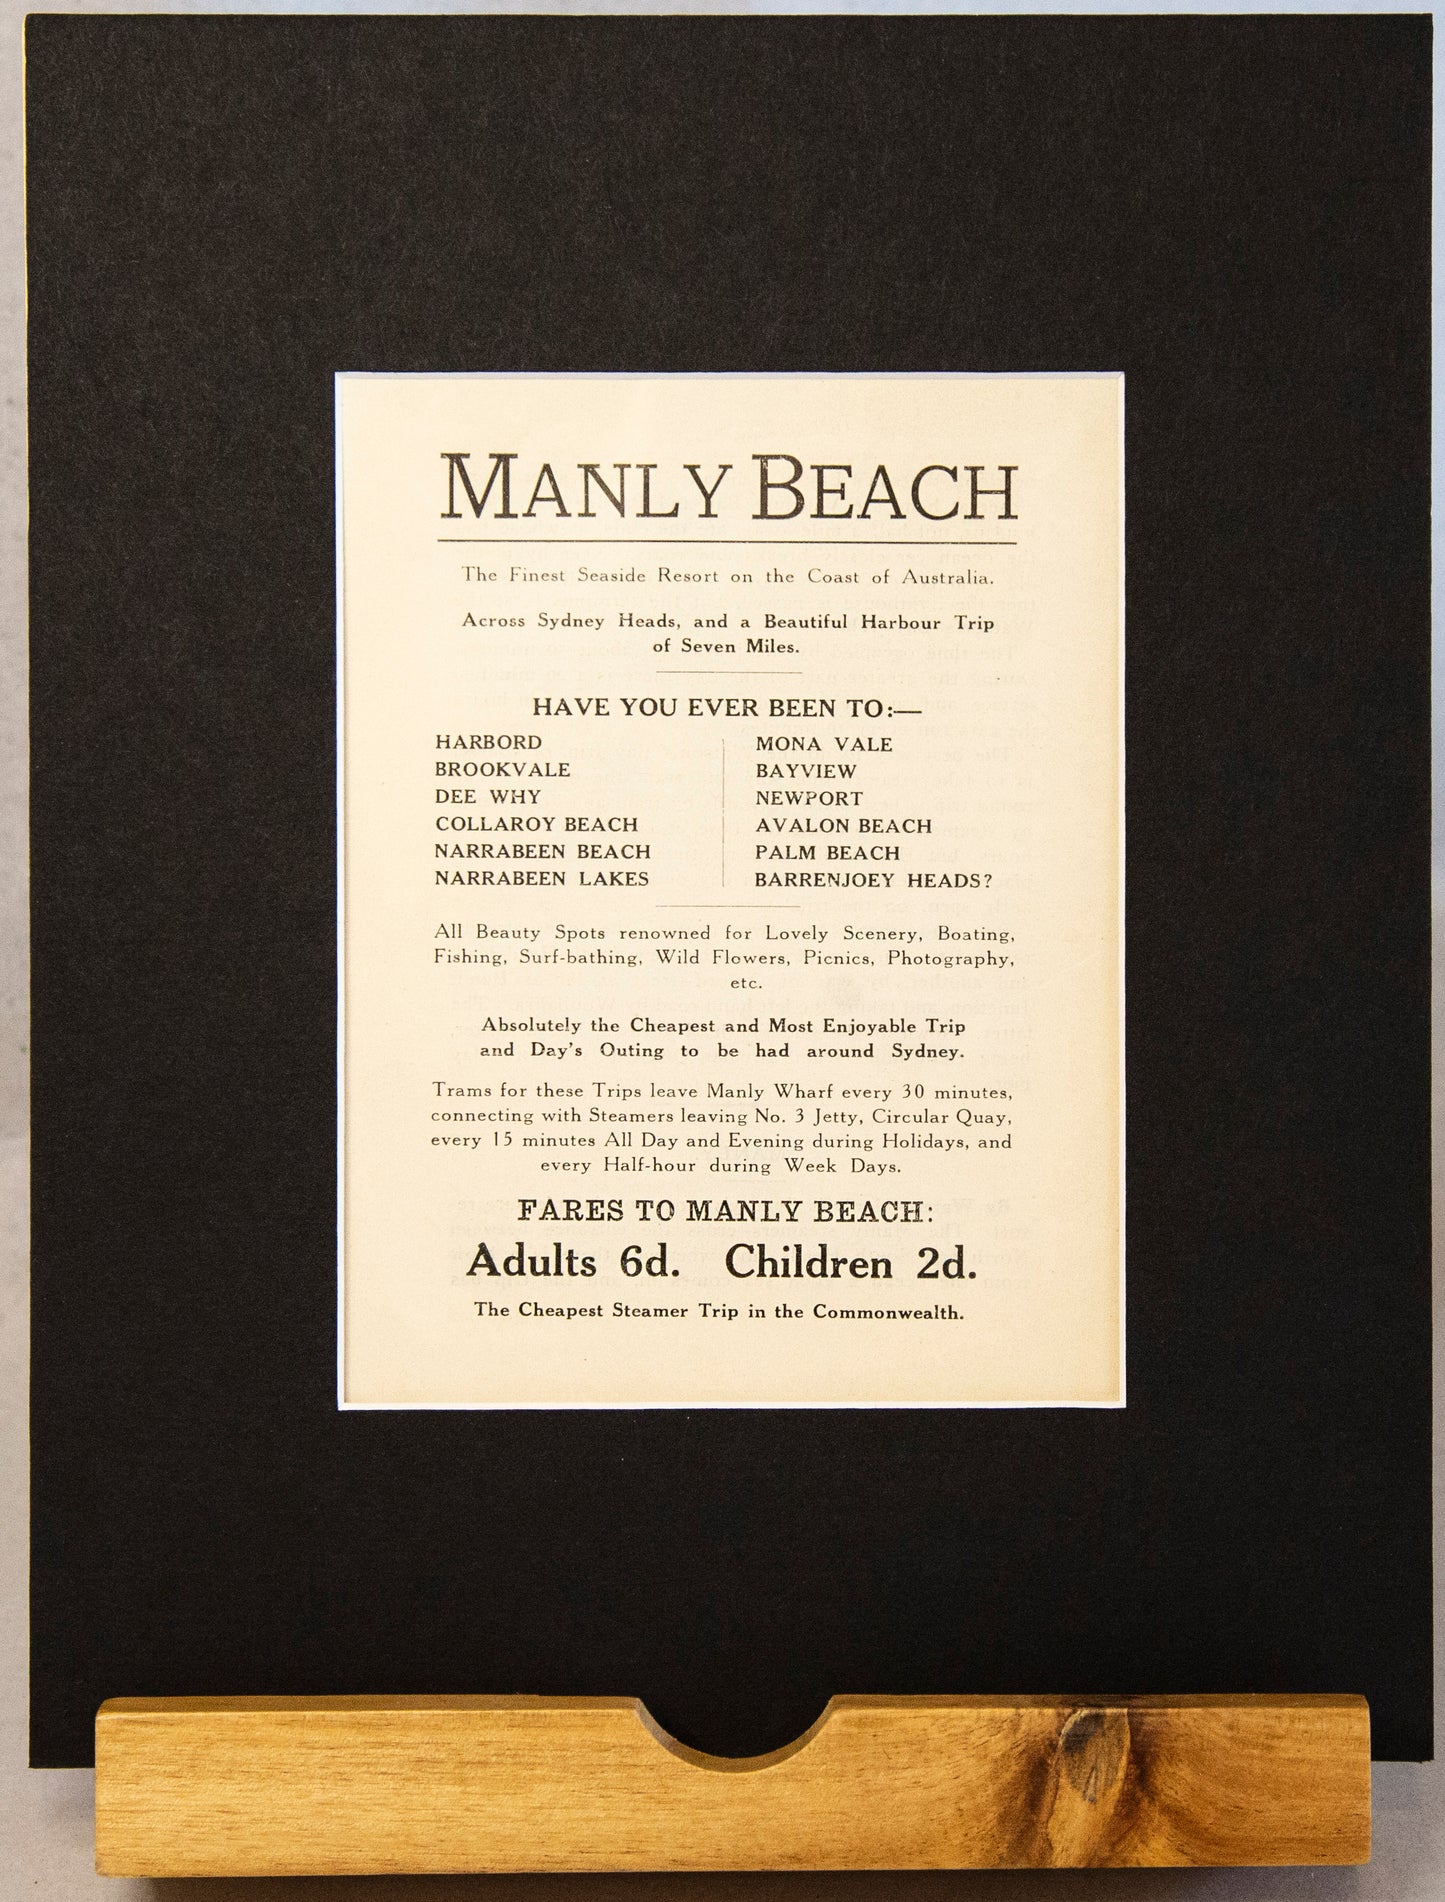 MANLY BEACH
The Finest Seaside Resort on the Coast of Australia.
Across Sydney Heads, and a Beautiful Harbour Trip
of Seven Miles.
HAVE YOU EVER BEEN TO:—
HARBORD
BROOKVALE
DEE WHY
COLLAROY BEACH
NARRABEEN BEACH
NARRABEEN LAKES
MONA VALE
BAYVIEW
NEWPORT
AVALON BEACH
PALM BEACH
BARRENJOEY HEADS?
All Beauty Spots renowned for Lovely Scenery, Boating,
Fishing, Surf-bathing, Wild Flowers, Picnics, Photography,
etc.
Absolutely the Cheapest and Most Enjoyable Trip
and Day's Outing to be had around Sydney.
Trams for these Trips leave Manly Wharf every 30 minutes,
connecting with Steamers leaving No. 3 Jetty, Circular Quay,
every 15 minutes All Day and Evening during Holidays, and
every Half-hour during Week Days.
FARES TO MANLY BEACH:
Adults 6d. Children 2d.
The Cheapest Steamer Trip in the Commonwealth.